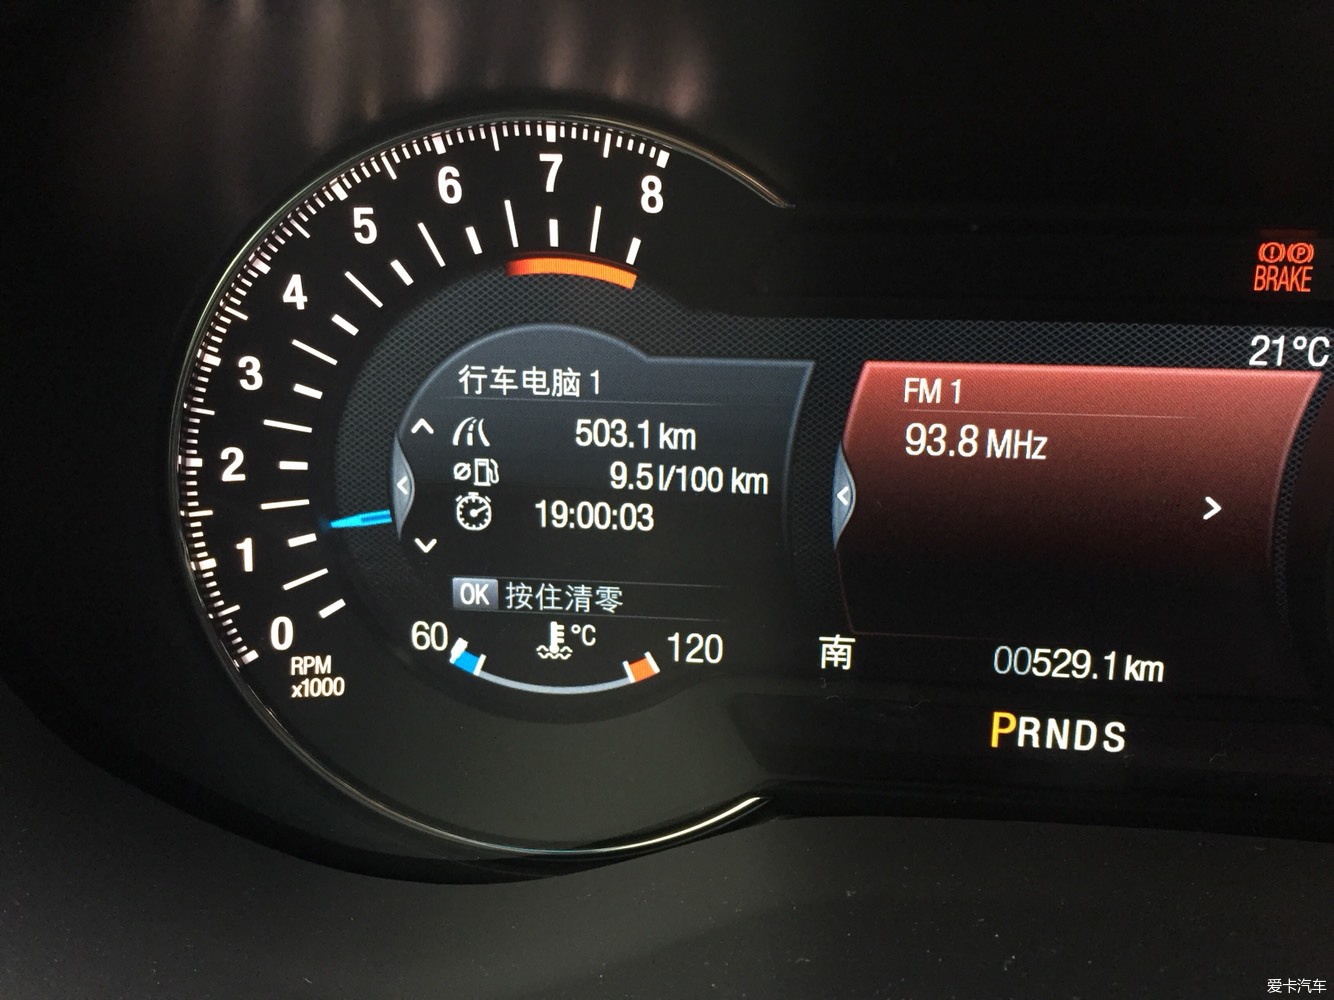 8
7
6
5
4
3
2
1
0
RPM
x1000
BRAKE
21°C
行车电脑 1
503.1 km
9.5 l/100 km
19:00:03
OK 按住清零
60 °C 120
FM 1
93.8 MHz
南 00529.1 km
PRNDS
爱卡汽车